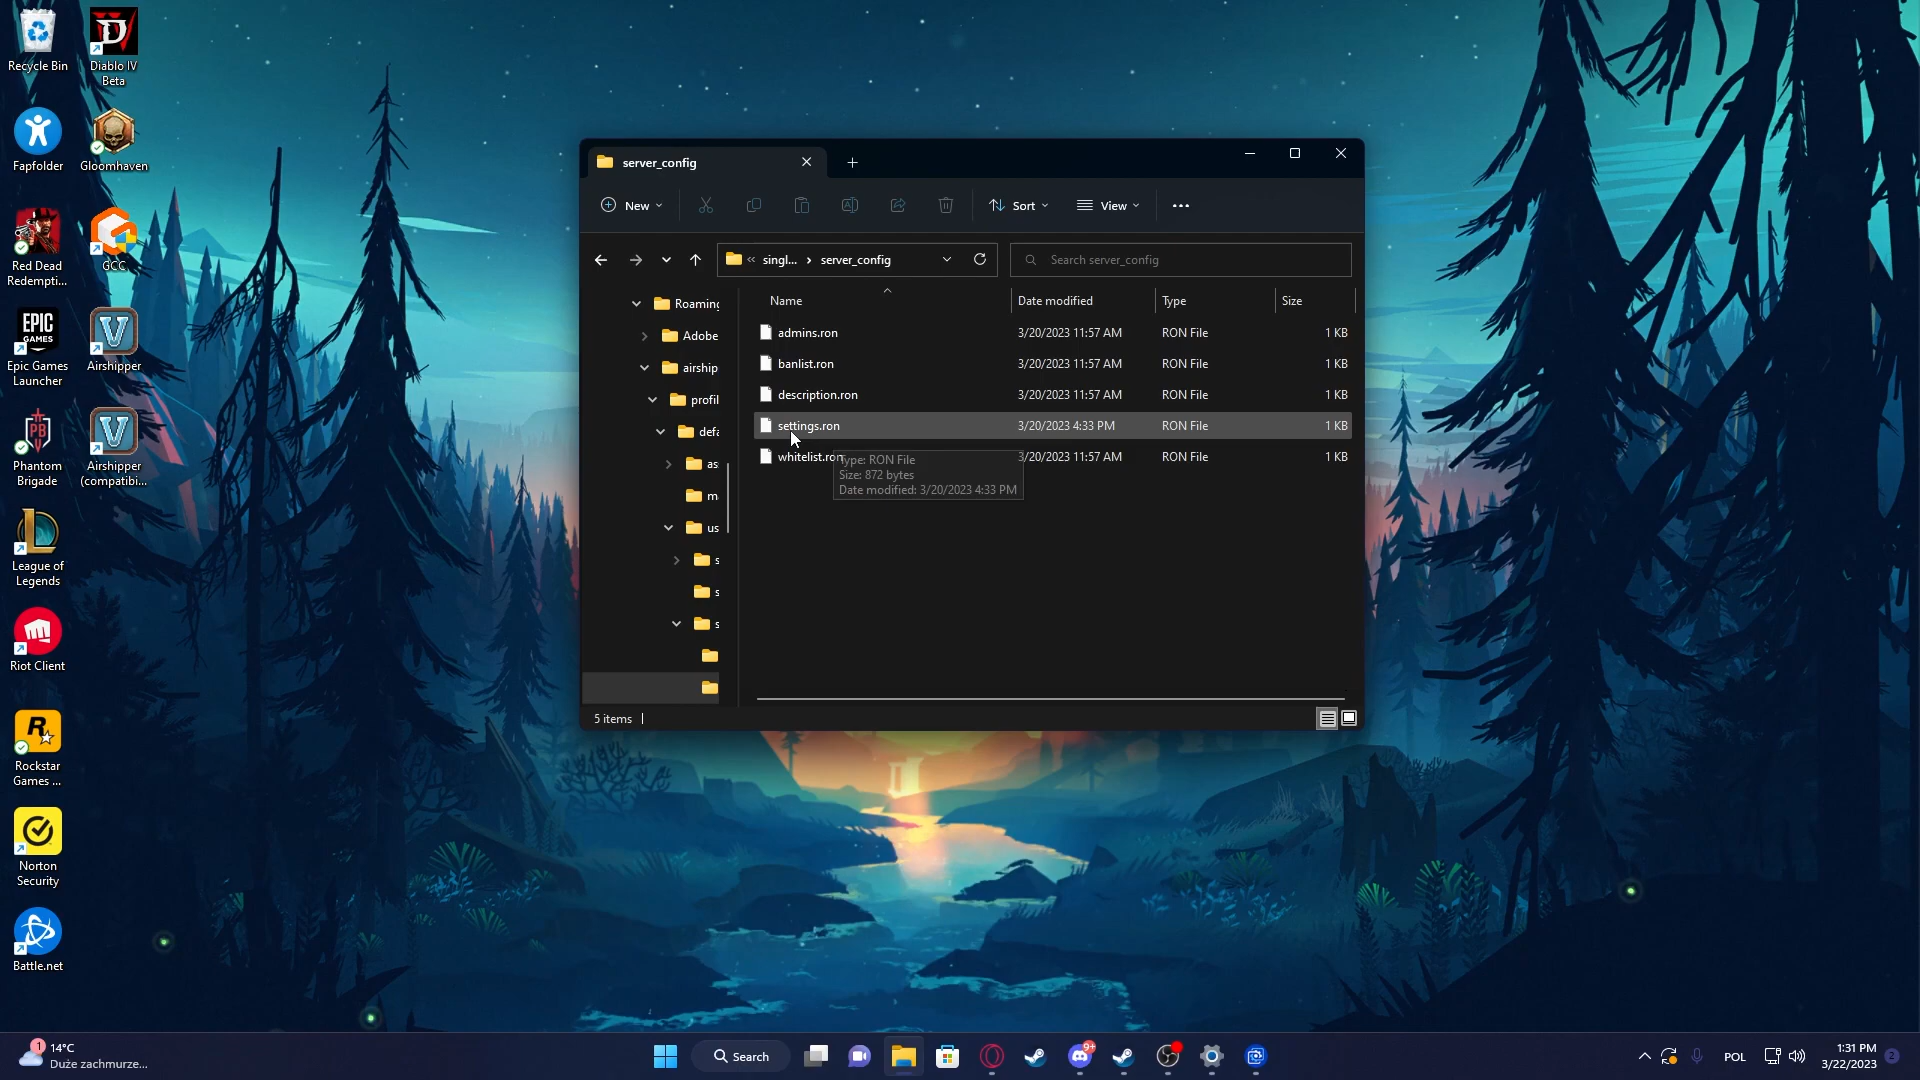 Recycle Bin
Diablo IV
Beta
Fapfolder
Gloomhaven
Red Dead
Redempti...
GCC
EPIC
GAMES
Epic Games
Launcher
Airshipper
PB
Phantom
Brigade
Airshipper
(compatibi...
League of
Legends
Riot Client
R
Rockstar
Games ...
Norton
Security
Battle.net
server_config
New
Sort
View
singl...
server_config
Search server_config
Roaming
Adobe
airship
profil
defa
as
m
us
s
s
s
Name
Date modified
Type
Size
admins.ron
3/20/2023 11:57 AM
RON File
1 KB
banlist.ron
3/20/2023 11:57 AM
RON File
1 KB
description.ron
3/20/2023 11:57 AM
RON File
1 KB
settings.ron
3/20/2023 4:33 PM
RON File
1 KB
whitelist.ron
3/20/2023 11:57 AM
RON File
1 KB
Type: RON File
Size: 872 bytes
Date modified: 3/20/2023 4:33 PM
5 items
1
14°C
Duże zachmurze...
Search
9+
POL
1:31 PM
3/22/2023
2